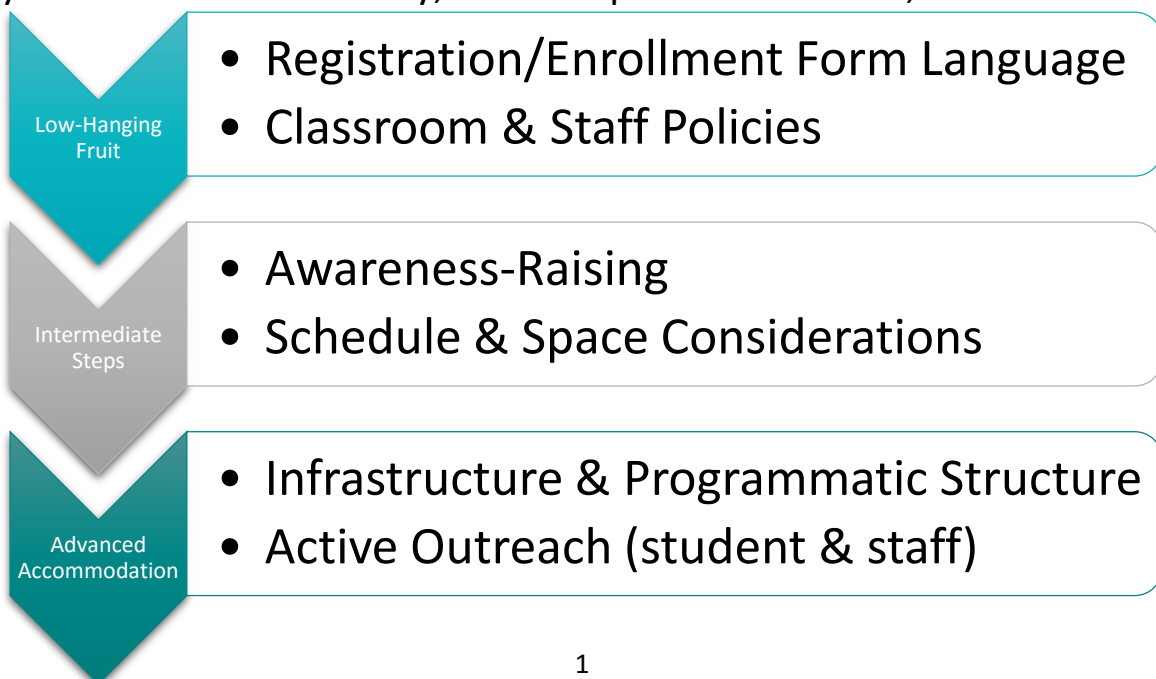 Low-Hanging
Fruit
• Registration/Enrollment Form Language
• Classroom & Staff Policies
Intermediate
Steps
• Awareness-Raising
• Schedule & Space Considerations
Advanced
Accommodation
• Infrastructure & Programmatic Structure
• Active Outreach (student & staff)
1